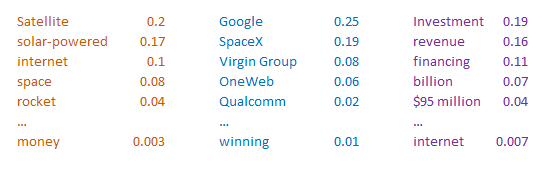 Satellite 0.2 Google 0.25 Investment 0.19
solar-powered 0.17 SpaceX 0.19 revenue 0.16
internet 0.1 Virgin Group 0.08 financing 0.11
space 0.08 OneWeb 0.06 billion 0.07
rocket 0.04 Qualcomm 0.02 $95 million 0.04
... ... ...
money 0.003 winning 0.01 internet 0.007